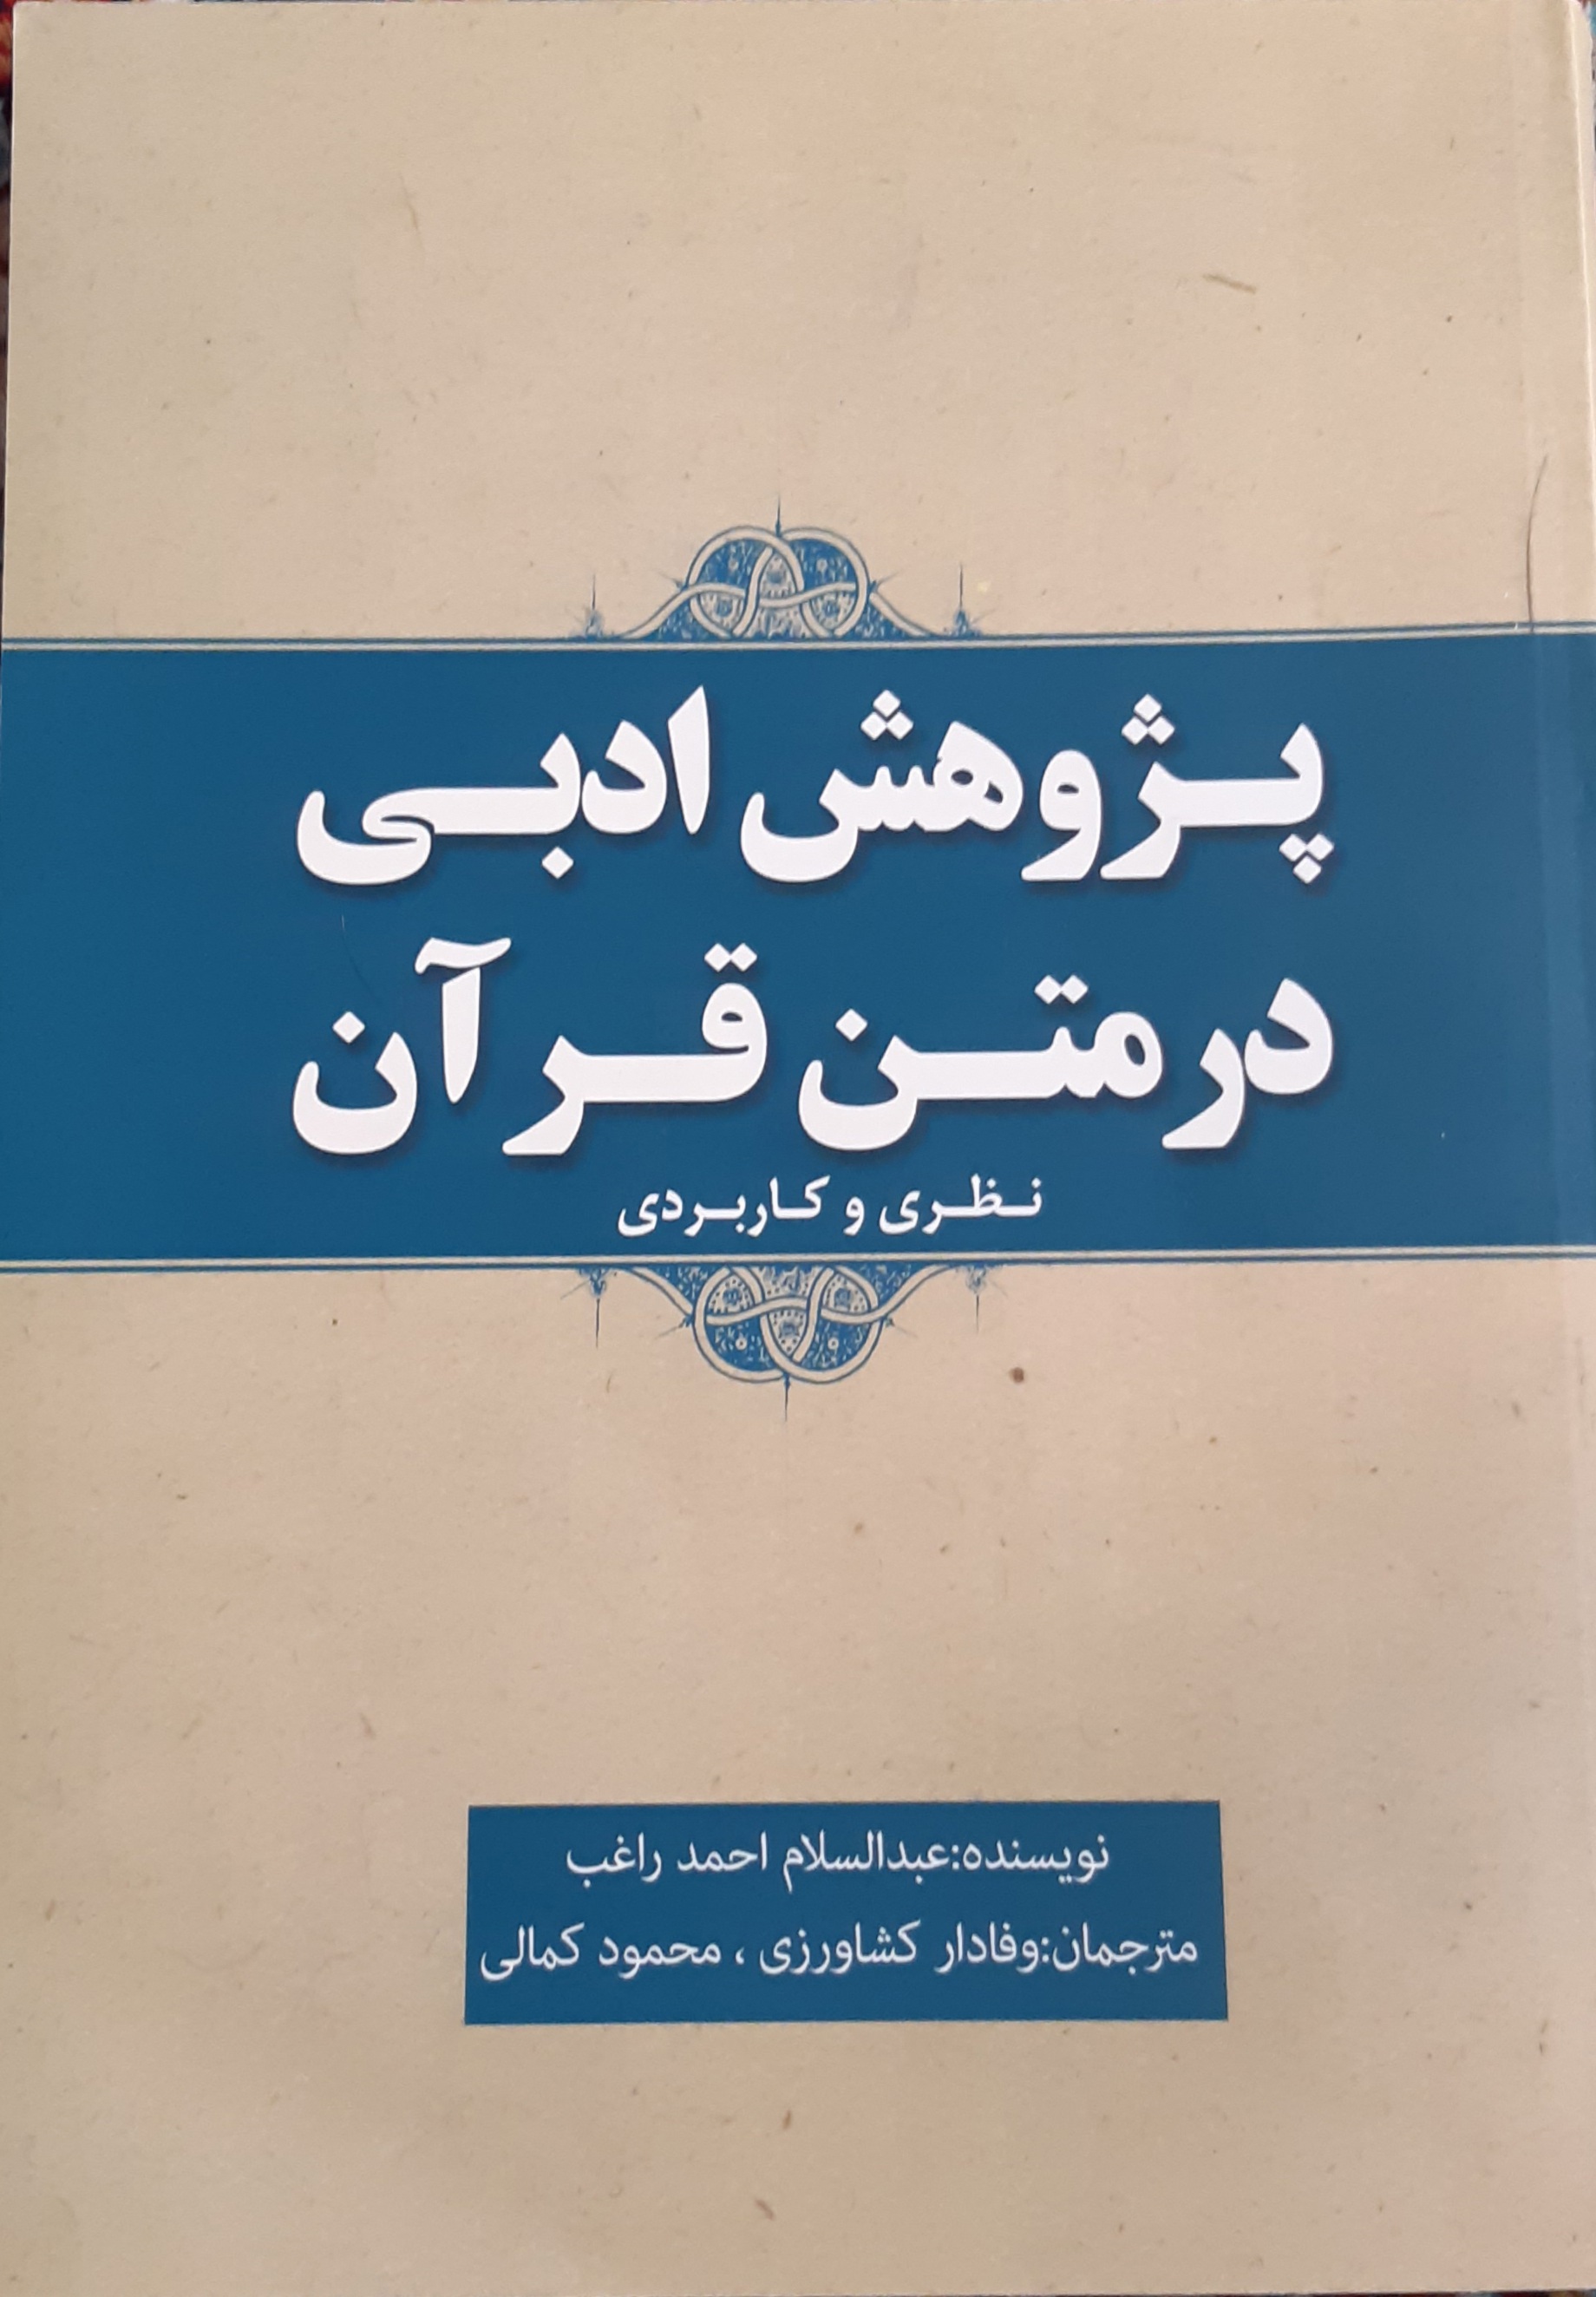 پژوهش ادبی
در متن قرآن
نظری و کاربردی
نویسنده:عبدالسلام احمد راغب
مترجمان:وفادار کشاورزی ، محمود کمالی